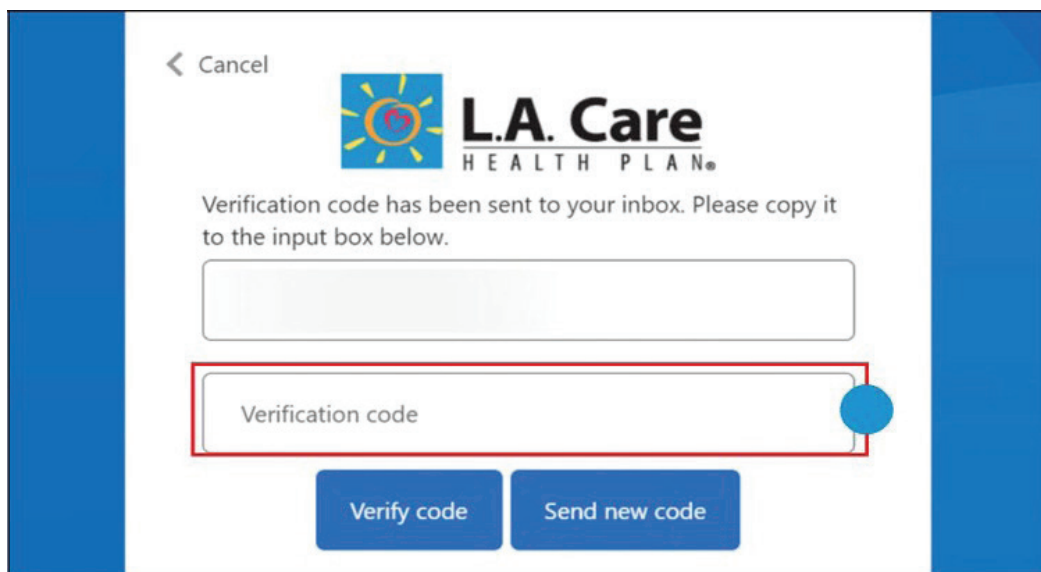 Cancel
L.A. Care
HEALTH PLAN®
Verification code has been sent to your inbox. Please copy it
to the input box below.
Verification code
Verify code
Send new code